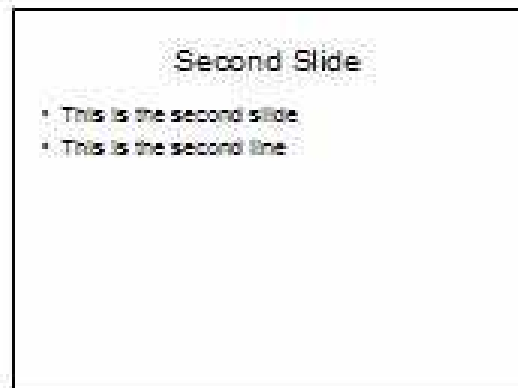 Second Slide
• This is the second slide
• This is the second line